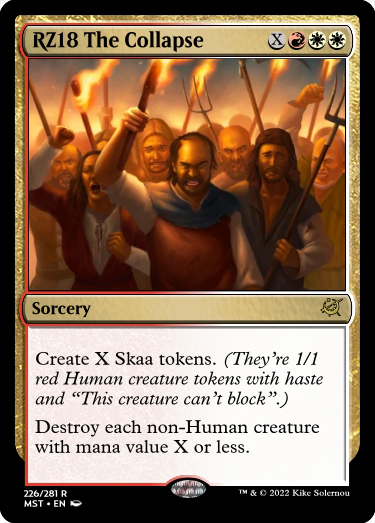 RZ18 The Collapse X R W W
Sorcery
Create X Skaa tokens. (They're 1/1
red Human creature tokens with haste
and “This creature can't block”.)
Destroy each non-Human creature
with mana value X or less.
226/281 R
MST • EN Kike Solernou
™ & © 2022 Kike Solernou